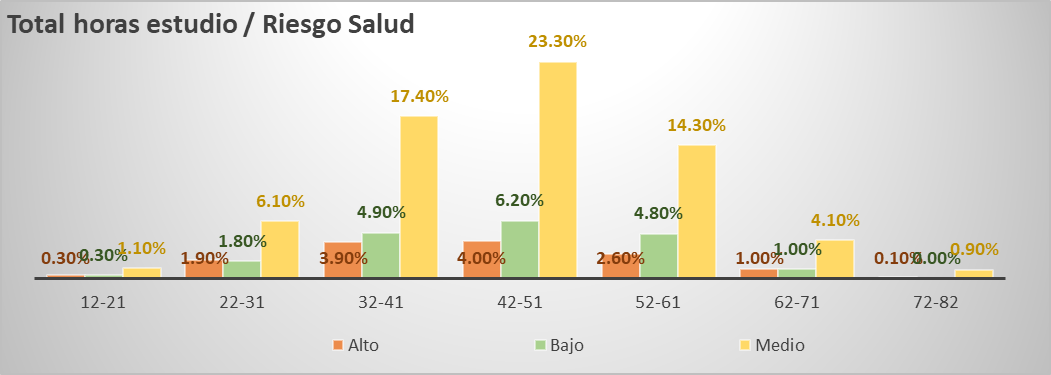 Total horas estudio / Riesgo Salud
23.30%
17.40%
14.30%
6.10%
4.90%
6.20%
4.80%
4.10%
0.30% 0.30% 1.10% 1.90% 1.80% 3.90% 4.00% 2.60% 1.00% 1.00% 0.10% 0.00% 0.90%
12-21 22-31 32-41 42-51 52-61 62-71 72-82
Alto Bajo Medio